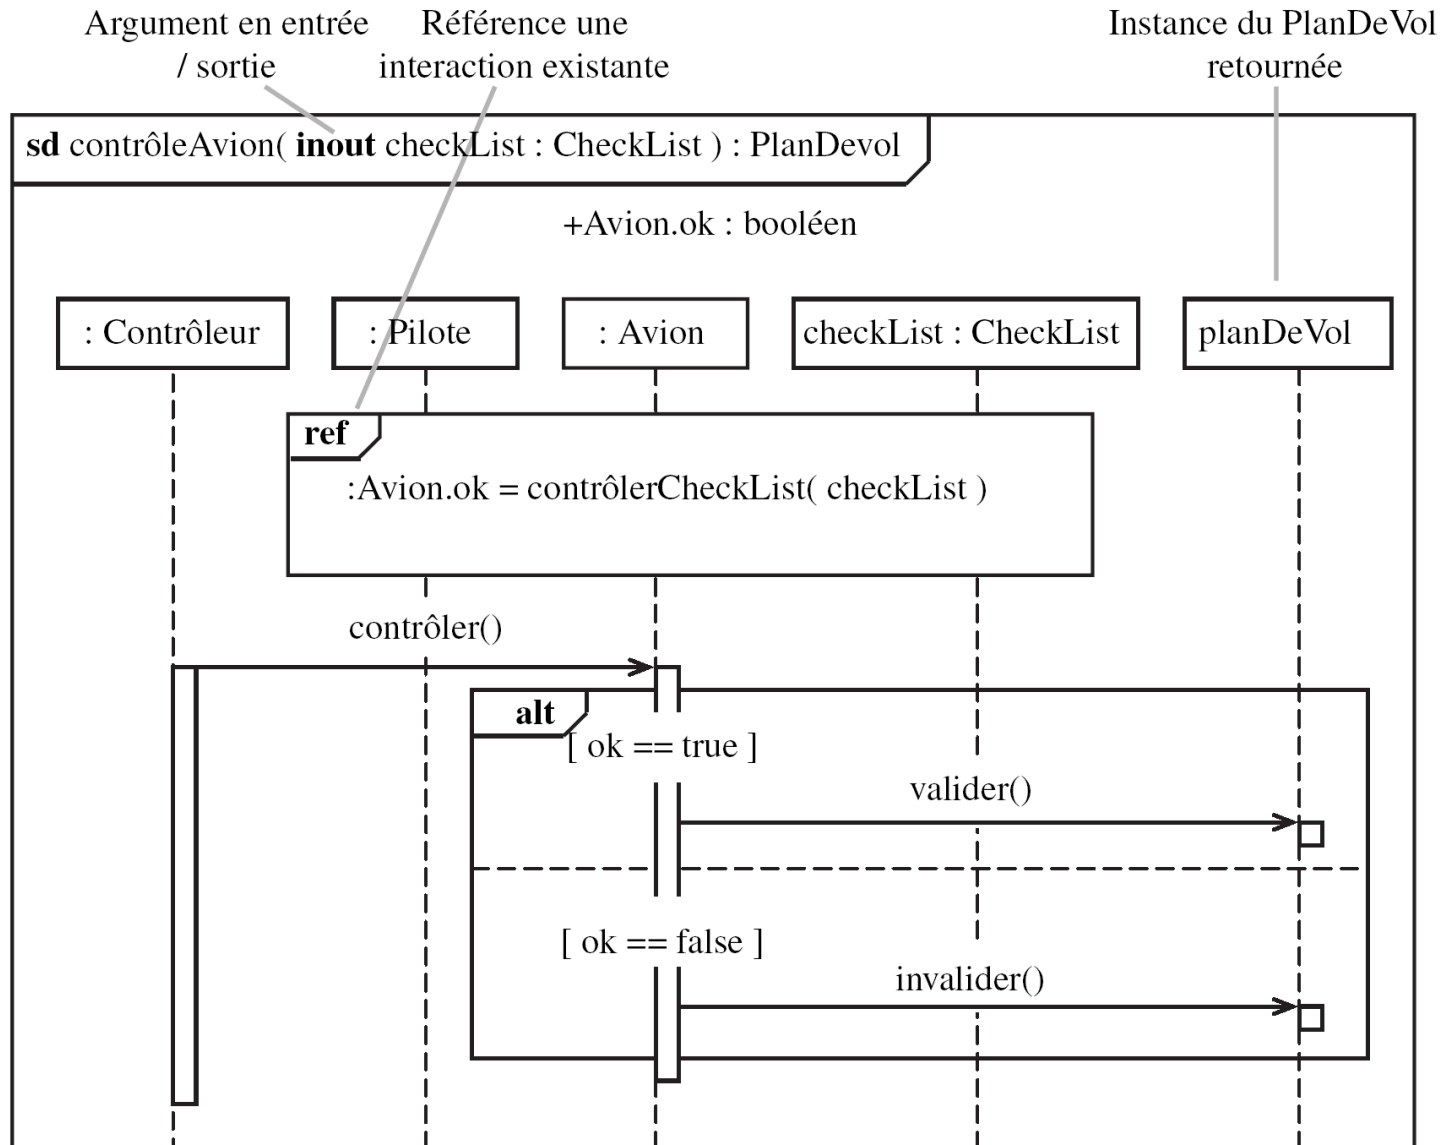 Argument en entrée
/ sortie
Référence une
interaction existante
Instance du PlanDeVol
retournée
sd contrôleAvion( inout checkList : CheckList ) : PlanDevol
+Avion.ok : booléen
: Contrôleur
: Pilote
: Avion
checkList : CheckList
planDeVol
ref
:Avion.ok = contrôlerCheckList( checkList )
contrôler()
alt
[ ok == true ]
valider()
[ ok == false ]
invalider()